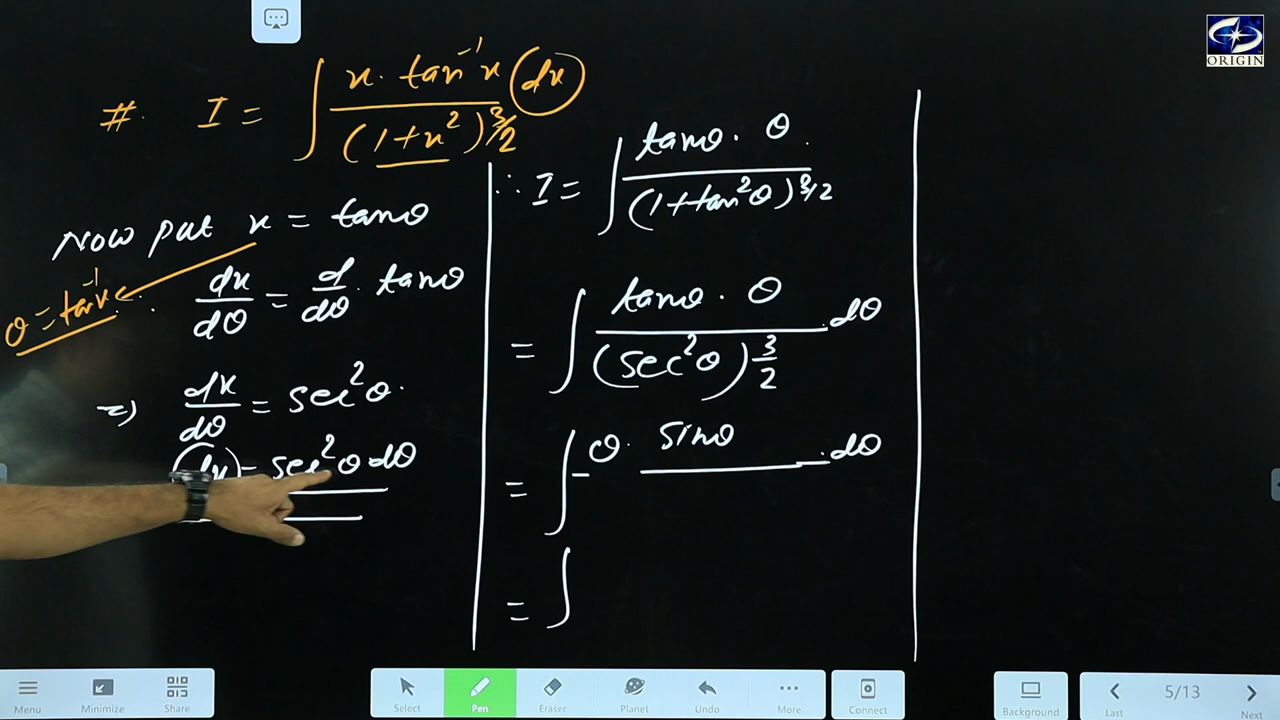 #. I = ∫ x. tan⁻¹x dx / (1+x²)^3/2
Now put x = tanθ
θ = tan⁻¹x
∴ dx/dθ = d/dθ. tanθ
=) dx/dθ = sec²θ.
(dx) = sec²θ dθ
∴ I = ∫ tanθ. θ. / (1+tan²θ)^3/2
= ∫ tanθ. θ / (sec²θ)^3/2 . dθ
= ∫ θ. sinθ / . dθ
= ∫
ORIGIN
Menu
Minimize
Share
Select
Pen
Eraser
Planet
Undo
More
Connect
Background
Last
5/13
Next